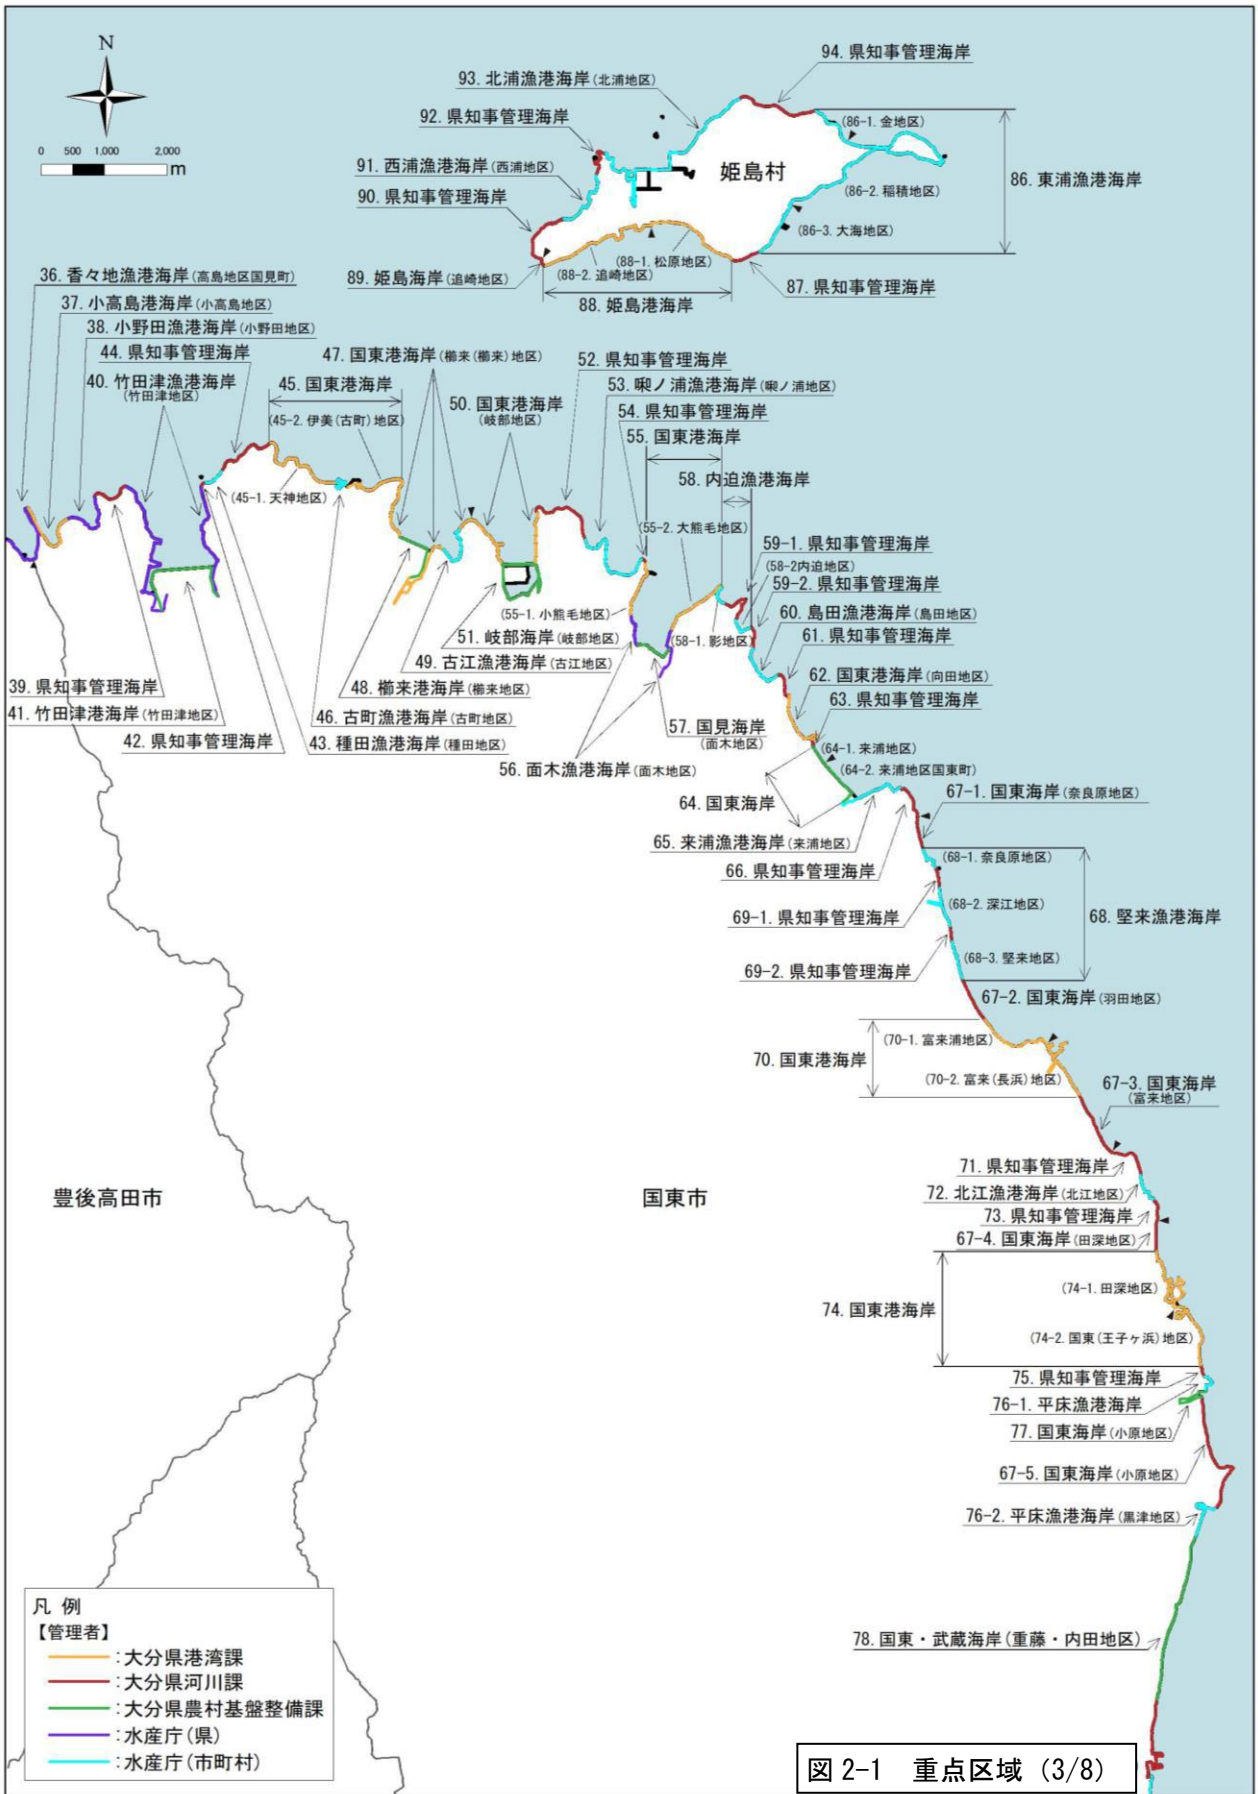 N
0 500 1,000 2,000
m
94. 県知事管理海岸
93. 北浦漁港海岸(北浦地区)
92. 県知事管理海岸
(86-1. 金地区)
91. 西浦漁港海岸(西浦地区)
姫島村
86. 東浦漁港海岸
90. 県知事管理海岸
(86-2. 稲積地区)
(86-3. 大海地区)
36. 香々地漁港海岸(高島地区国見町)
89. 姫島海岸(追崎地区)
(88-1. 松原地区)
(88-2. 追崎地区)
87. 県知事管理海岸
88. 姫島港海岸
37. 小高島港海岸(小高島地区)
38. 小野田漁港海岸(小野田地区)
44. 県知事管理海岸
47. 国東港海岸(櫛来(櫛来)地区)
52. 県知事管理海岸
40. 竹田津漁港海岸
(竹田津地区)
45. 国東港海岸
53. 㖨ノ浦漁港海岸(㖨ノ浦地区)
50. 国東港海岸
(岐部地区)
54. 県知事管理海岸
(45-2. 伊美(古町)地区)
55. 国東港海岸
58. 内迫漁港海岸
(45-1. 天神地区)
(55-2. 大熊毛地区)
59-1. 県知事管理海岸
(58-2内迫地区)
59-2. 県知事管理海岸
60. 島田漁港海岸(島田地区)
(55-1. 小熊毛地区)
(58-1. 影地区)
61. 県知事管理海岸
51. 岐部海岸(岐部地区)
49. 古江漁港海岸(古江地区)
62. 国東港海岸(向田地区)
39. 県知事管理海岸
48. 櫛来港海岸(櫛来地区)
63. 県知事管理海岸
41. 竹田津港海岸(竹田津地区)
46. 古町漁港海岸(古町地区)
57. 国見海岸
(面木地区)
42. 県知事管理海岸
43. 種田漁港海岸(種田地区)
(64-1. 来浦地区)
56. 面木漁港海岸(面木地区)
(64-2. 来浦地区国東町)
64. 国東海岸
67-1. 国東海岸(奈良原地区)
65. 来浦漁港海岸(来浦地区)
(68-1. 奈良原地区)
66. 県知事管理海岸
(68-2. 深江地区)
69-1. 県知事管理海岸
68. 堅来漁港海岸
(68-3. 堅来地区)
69-2. 県知事管理海岸
67-2. 国東海岸(羽田地区)
(70-1. 富来浦地区)
70. 国東港海岸
(70-2. 富来(長浜)地区)
67-3. 国東海岸
(富来地区)
71. 県知事管理海岸
豊後高田市
国東市
72. 北江漁港海岸(北江地区)
73. 県知事管理海岸
67-4. 国東海岸(田深地区)
(74-1. 田深地区)
74. 国東港海岸
(74-2. 国東(王子ヶ浜)地区)
75. 県知事管理海岸
76-1. 平床漁港海岸
77. 国東海岸(小原地区)
67-5. 国東海岸(小原地区)
76-2. 平床漁港海岸(黒津地区)
78. 国東・武蔵海岸(重藤・内田地区)
凡 例
【管理者】
:大分県港湾課
:大分県河川課
:大分県農村基盤整備課
:水産庁(県)
:水産庁(市町村)
図 2-1 重点区域 (3/8)